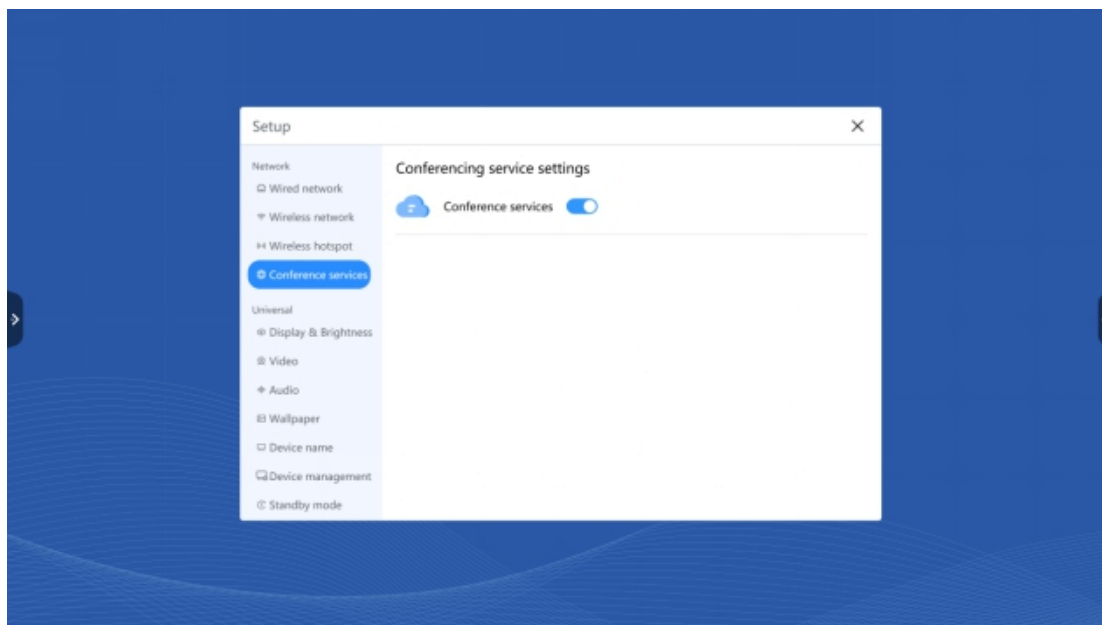 Setup
Network
Wired network
Wireless network
Wireless hotspot
Conference services
Universal
Display & Brightness
Video
Audio
Wallpaper
Device name
Device management
Standby mode
Conferencing service settings
Conference services